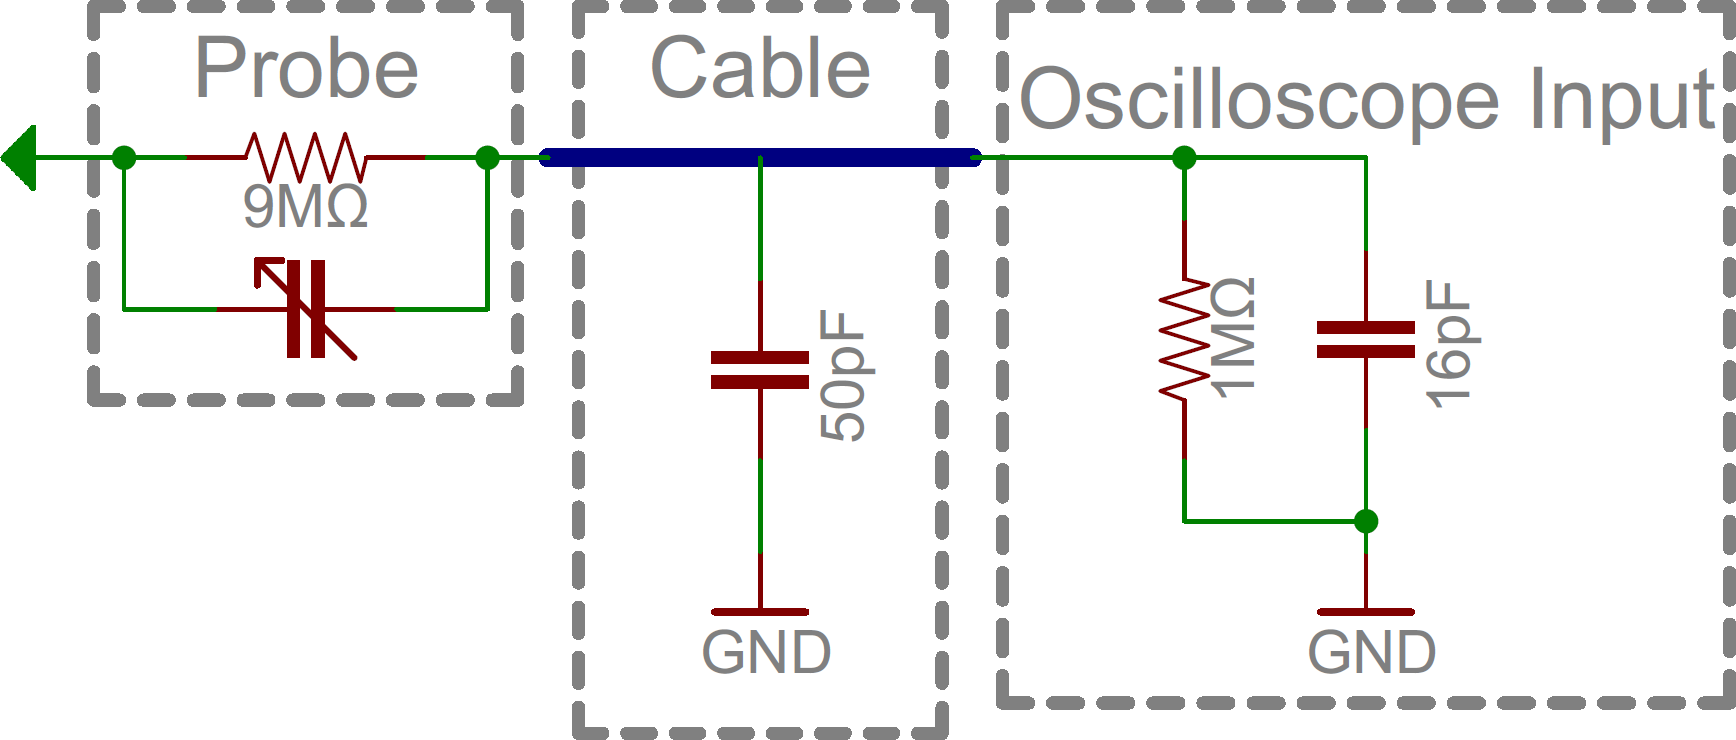 Probe
9MΩ
Cable
50pF
GND
Oscilloscope Input
1MΩ
16pF
GND